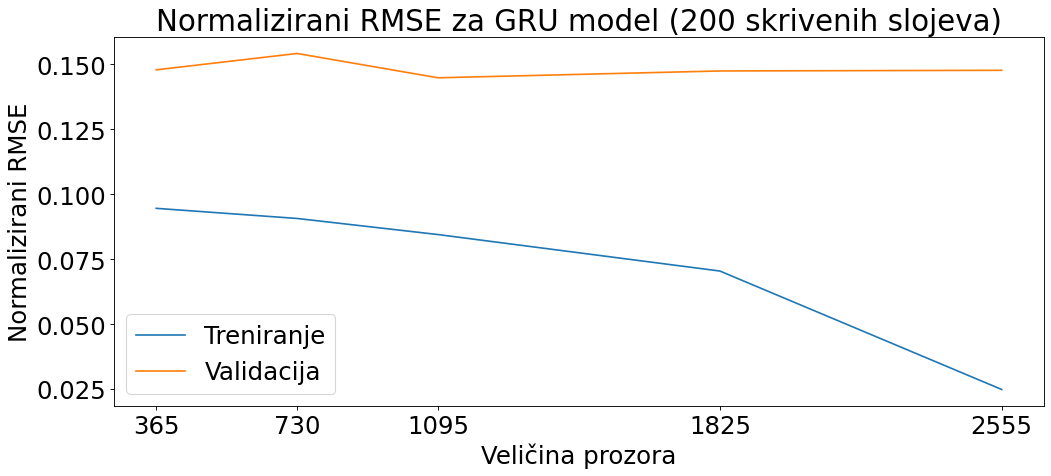 Normalizirani RMSE za GRU model (200 skrivenih slojeva)
Normalizirani RMSE
0.150
0.125
0.100
0.075
0.050
0.025
Treniranje
Validacija
365 730 1095 1825 2555
Veličina prozora